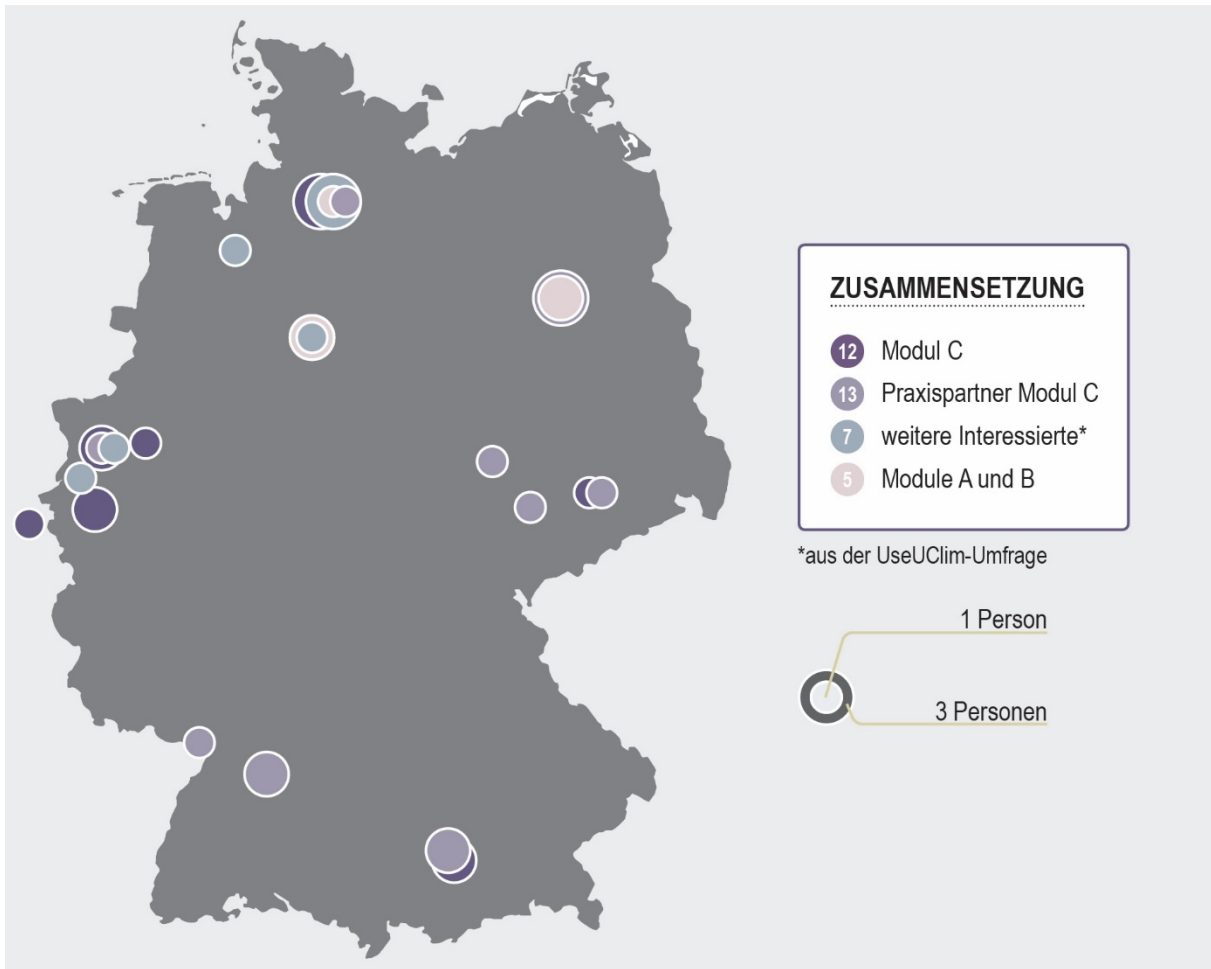 ZUSAMMENSETZUNG
12 Modul C
13 Praxispartner Modul C
7 weitere Interessierte*
5 Module A und B
*aus der UseUClim-Umfrage
1 Person
3 Personen